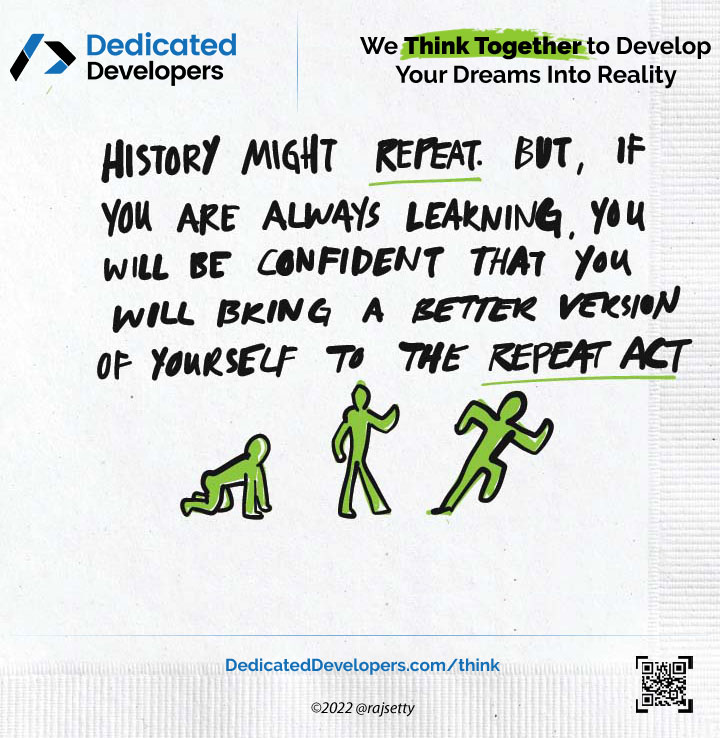 Dedicated
Developers
We Think Together to Develop
Your Dreams Into Reality
HISTORY MIGHT REPEAT. BUT, IF
YOU ARE ALWAYS LEARNING, YOU
WILL BE CONFIDENT THAT YOU
WILL BRING A BETTER VERSION
OF YOURSELF TO THE REPEAT ACT
DedicatedDevelopers.com/think
©2022 @rajsetty